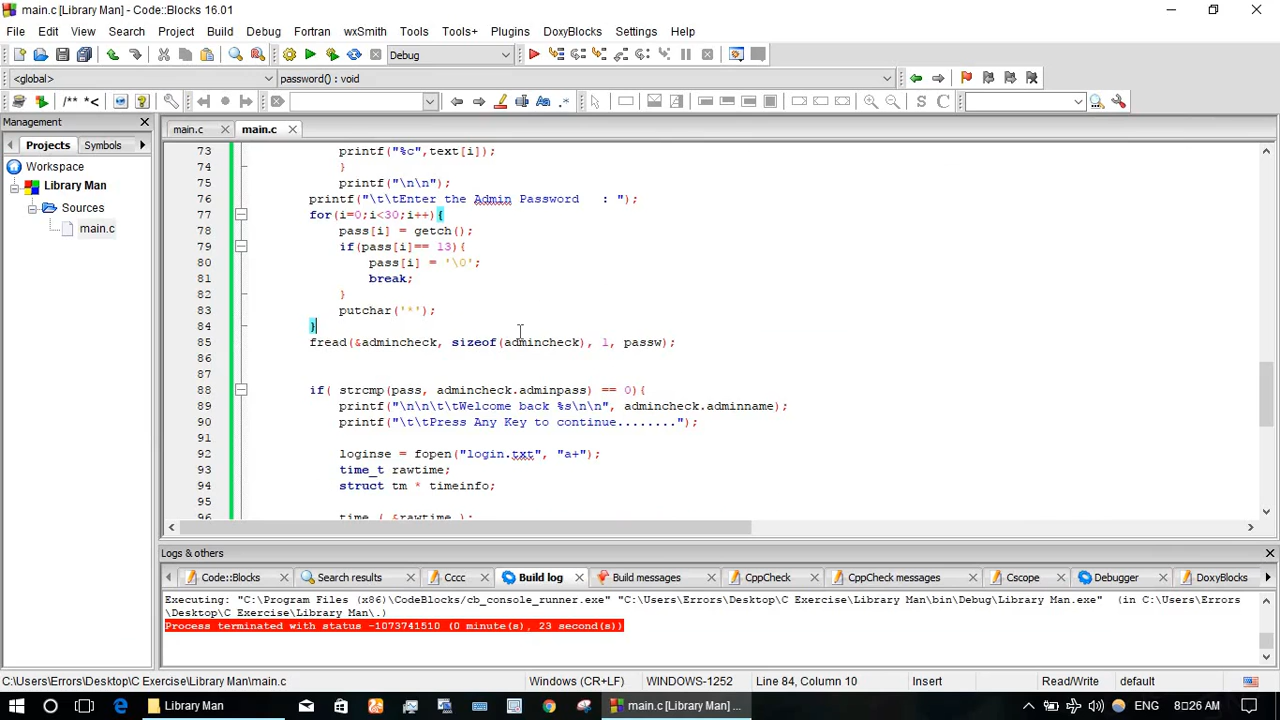 main.c [Library Man] - Code::Blocks 16.01
File Edit View Search Project Build Debug Fortran wxSmith Tools Tools+ Plugins DoxyBlocks Settings Help
Debug
<global> password() : void
/** *< Aa .* S C
Management
main.c main.c
Projects Symbols
Workspace
Library Man
Sources
main.c
73 printf("%c",text[i]);
74 }
75 printf("\n\n");
76 printf("\t\tEnter the Admin Password   : ");
77 for(i=0;i<30;i++){
78 pass[i] = getch();
79 if(pass[i]== 13){
80 pass[i] = '\0';
81 break;
82 }
83 putchar('*');
84 }
85 fread(&admincheck, sizeof(admincheck), 1, passw);
86
87
88 if( strcmp(pass, admincheck.adminpass) == 0){
89 printf("\n\n\t\tWelcome back %s\n\n", admincheck.adminname);
90 printf("\t\tPress Any Key to continue........");
91
92 loginse = fopen("login.txt", "a+");
93 time_t rawtime;
94 struct tm * timeinfo;
95
96 time ( &rawtime );
Logs & others
Code::Blocks Search results Cccc Build log Build messages CppCheck CppCheck messages Cscope Debugger DoxyBlocks
Executing: "C:\Program Files (x86)\CodeBlocks/cb_console_runner.exe" "C:\Users\Errors\Desktop\C Exercise\Library Man\bin\Debug\Library Man.exe"  (in C:\Users\Errors
\Desktop\C Exercise\Library Man\.)
Process terminated with status -1073741510 (0 minute(s), 23 second(s))
C:\Users\Errors\Desktop\C Exercise\Library Man\main.c Windows (CR+LF) WINDOWS-1252 Line 84, Column 10 Insert Read/Write default
Library Man main.c [Library Man] ... 8:26 AM